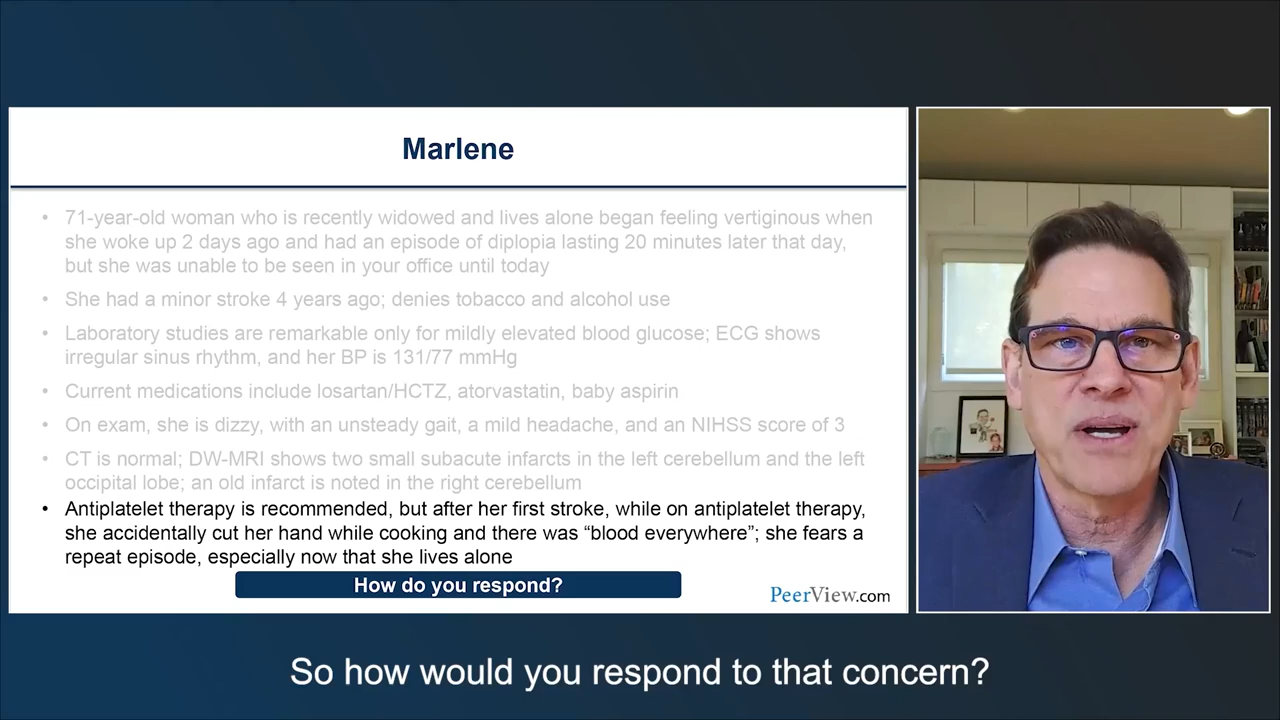 Marlene
• 71-year-old woman who is recently widowed and lives alone began feeling vertiginous when
she woke up 2 days ago and had an episode of diplopia lasting 20 minutes later that day,
but she was unable to be seen in your office until today
• She had a minor stroke 4 years ago; denies tobacco and alcohol use
• Laboratory studies are remarkable only for mildly elevated blood glucose; ECG shows
irregular sinus rhythm, and her BP is 131/77 mmHg
• Current medications include losartan/HCTZ, atorvastatin, baby aspirin
• On exam, she is dizzy, with an unsteady gait, a mild headache, and an NIHSS score of 3
• CT is normal; DW-MRI shows two small subacute infarcts in the left cerebellum and the left
occipital lobe; an old infarct is noted in the right cerebellum
• Antiplatelet therapy is recommended, but after her first stroke, while on antiplatelet therapy,
she accidentally cut her hand while cooking and there was “blood everywhere”; she fears a
repeat episode, especially now that she lives alone
How do you respond?
PeerView.com
So how would you respond to that concern?